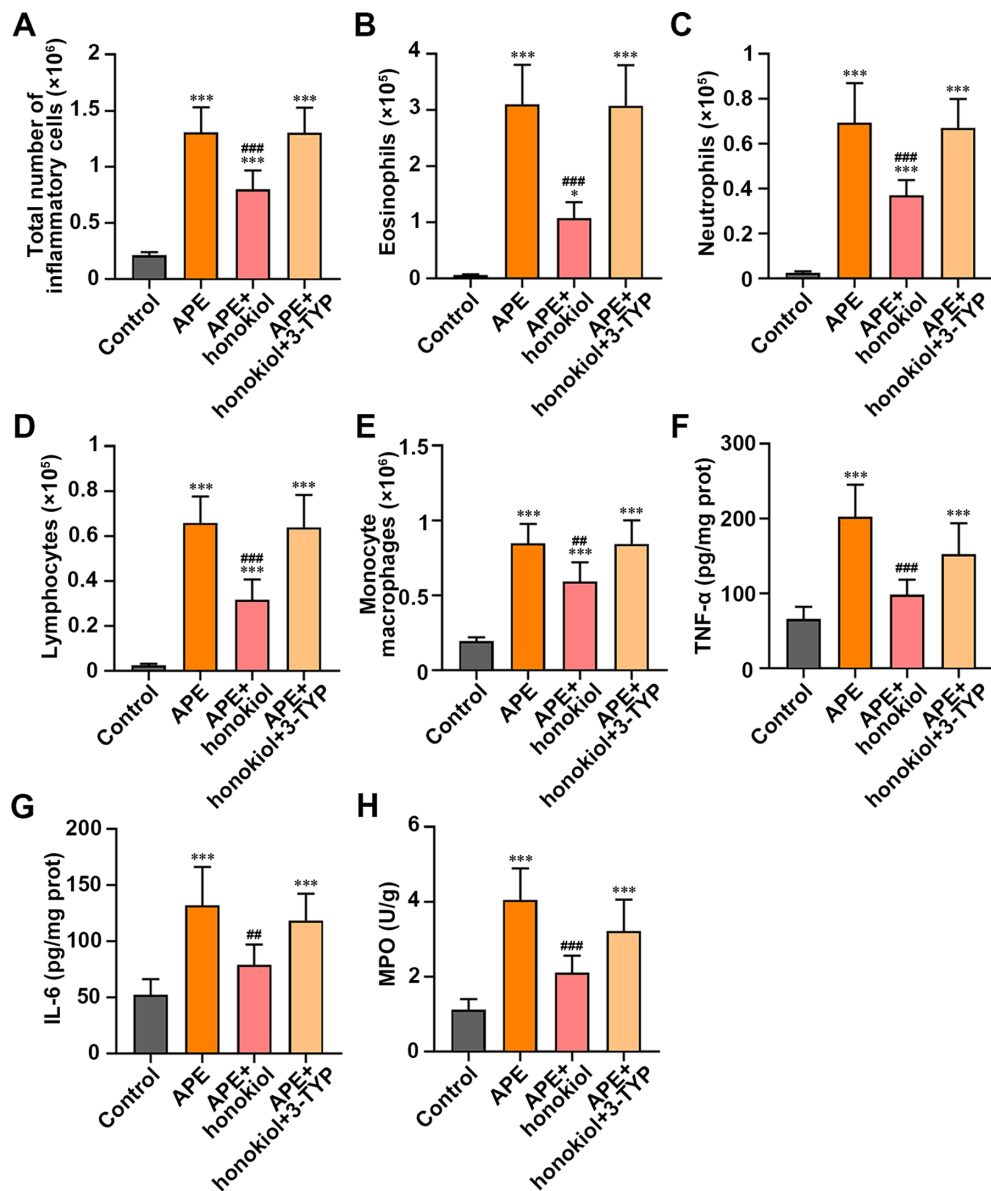 A
Total number of
inflammatory cells (×10⁶)
2
1.5
1
0.5
0
***
###
***
***
Control
APE
APE+
honokiol
APE+
honokiol+3-TYP
B
Eosinophils (×10⁵)
4
3
2
1
0
***
###
*
***
Control
APE
APE+
honokiol
APE+
honokiol+3-TYP
C
Neutrophils (×10⁵)
1
0.8
0.6
0.4
0.2
0
***
###
***
***
Control
APE
APE+
honokiol
APE+
honokiol+3-TYP
D
Lymphocytes (×10⁵)
1
0.8
0.6
0.4
0.2
0
***
###
***
***
Control
APE
APE+
honokiol
APE+
honokiol+3-TYP
E
Monocyte
macrophages (×10⁶)
1.5
1
0.5
0
***
##
***
***
Control
APE
APE+
honokiol
APE+
honokiol+3-TYP
F
TNF-α (pg/mg prot)
300
200
100
0
***
###
***
Control
APE
APE+
honokiol
APE+
honokiol+3-TYP
G
IL-6 (pg/mg prot)
200
150
100
50
0
***
##
***
Control
APE
APE+
honokiol
APE+
honokiol+3-TYP
H
MPO (U/g)
6
4
2
0
***
###
***
Control
APE
APE+
honokiol
APE+
honokiol+3-TYP